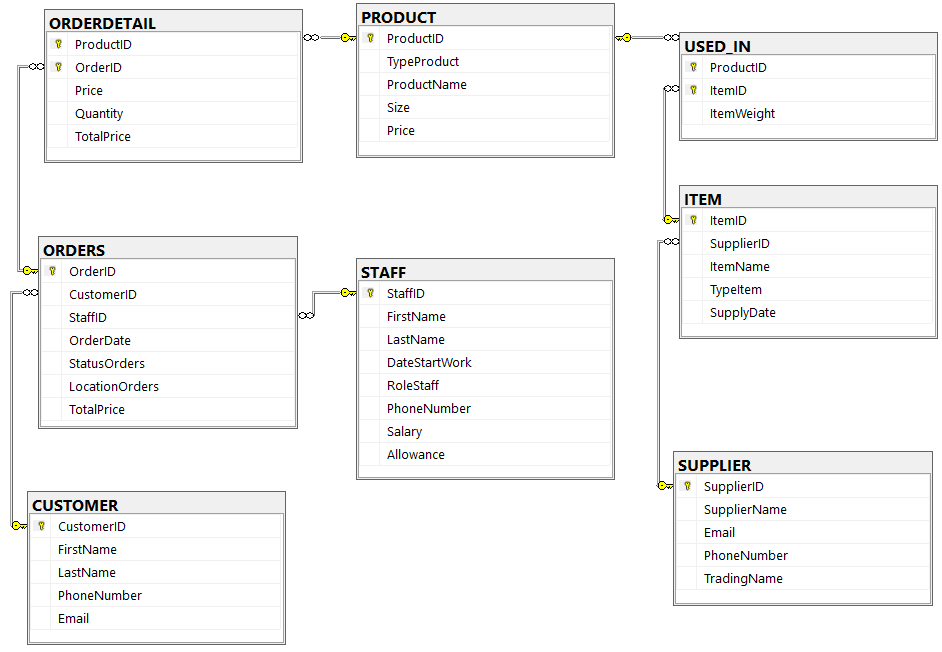 ORDERDETAIL
ProductID
OrderID
Price
Quantity
TotalPrice
PRODUCT
ProductID
TypeProduct
ProductName
Size
Price
USED_IN
ProductID
ItemID
ItemWeight
ITEM
ItemID
SupplierID
ItemName
TypeItem
SupplyDate
ORDERS
OrderID
CustomerID
StaffID
OrderDate
StatusOrders
LocationOrders
TotalPrice
STAFF
StaffID
FirstName
LastName
DateStartWork
RoleStaff
PhoneNumber
Salary
Allowance
CUSTOMER
CustomerID
FirstName
LastName
PhoneNumber
Email
SUPPLIER
SupplierID
SupplierName
Email
PhoneNumber
TradingName